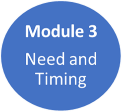 Module 3
Need and
Timing